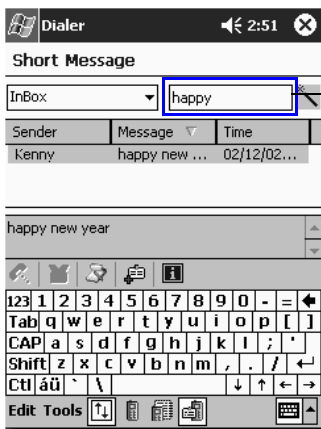 Dialer 2:51
Short Message
InBox happy
Sender Message Time
Kenny happy new ... 02/12/02...
happy new year
123 1 2 3 4 5 6 7 8 9 0 - = 
Tab q w e r t y u i o p [ ]
CAP a s d f g h j k l ; '
Shift z x c v b n m , . /
Ctl áü ` \ ↓ ↑ ← →
Edit Tools